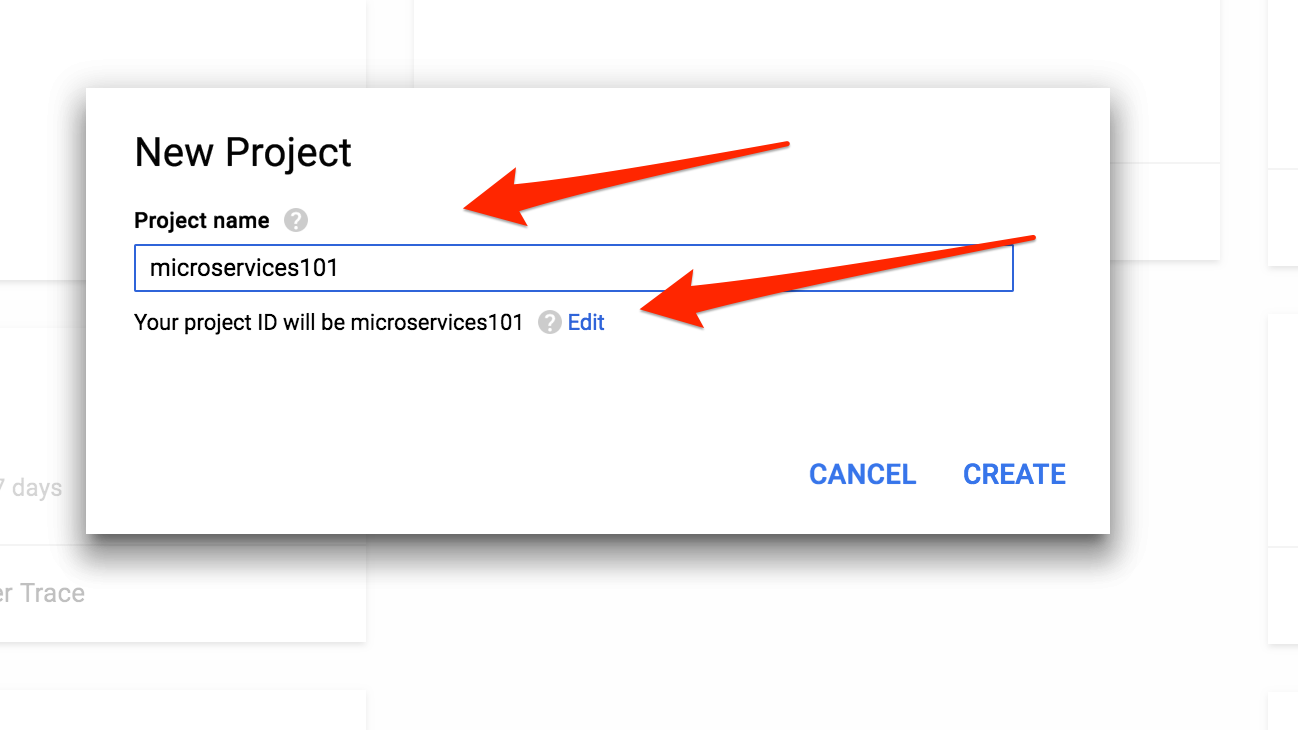 New Project
Project name ?
microservices101
Your project ID will be microservices101 ? Edit
CANCEL CREATE
7 days
er Trace